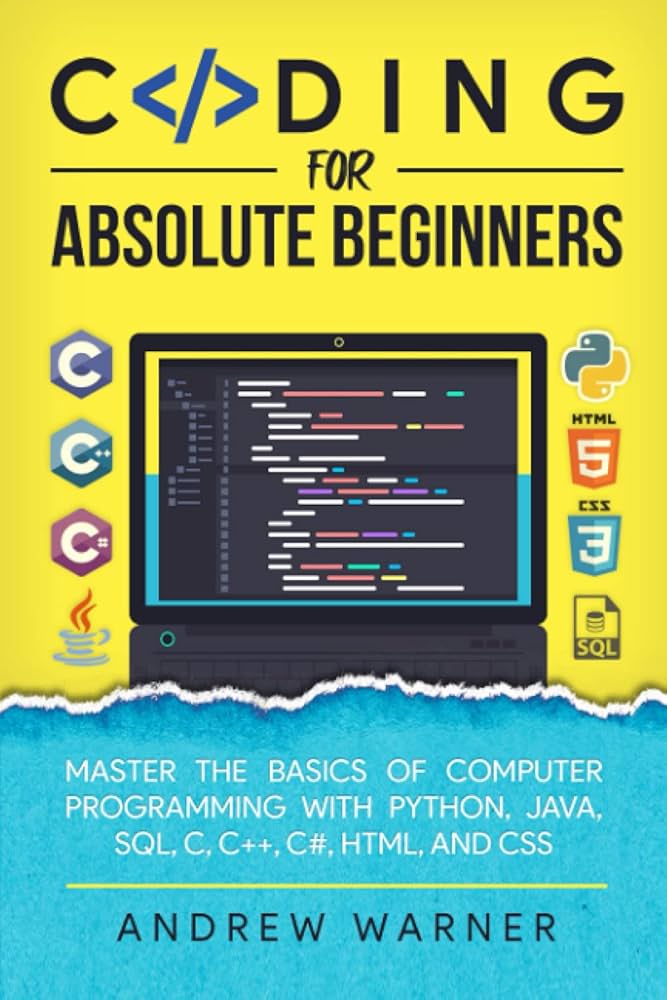 C</>DING
FOR
ABSOLUTE BEGINNERS
C
C++
C#
HTML
5
CSS
3
SQL
MASTER THE BASICS OF COMPUTER
PROGRAMMING WITH PYTHON, JAVA,
SQL, C, C++, C#, HTML, AND CSS
ANDREW WARNER